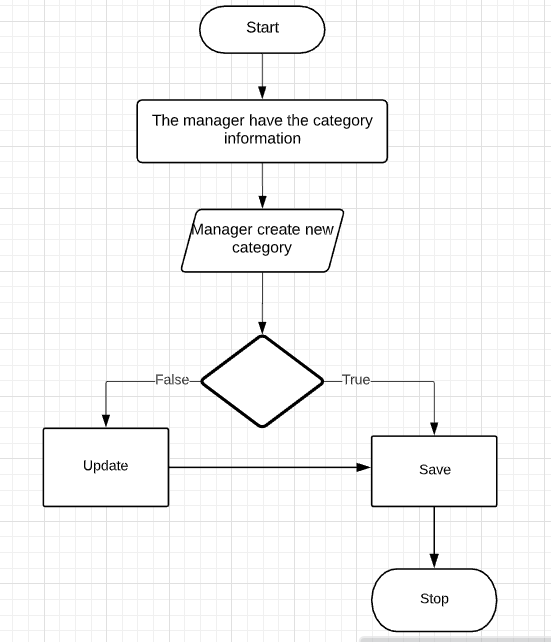 Start
The manager have the category
information
Manager create new
category
False
True
Update
Save
Stop